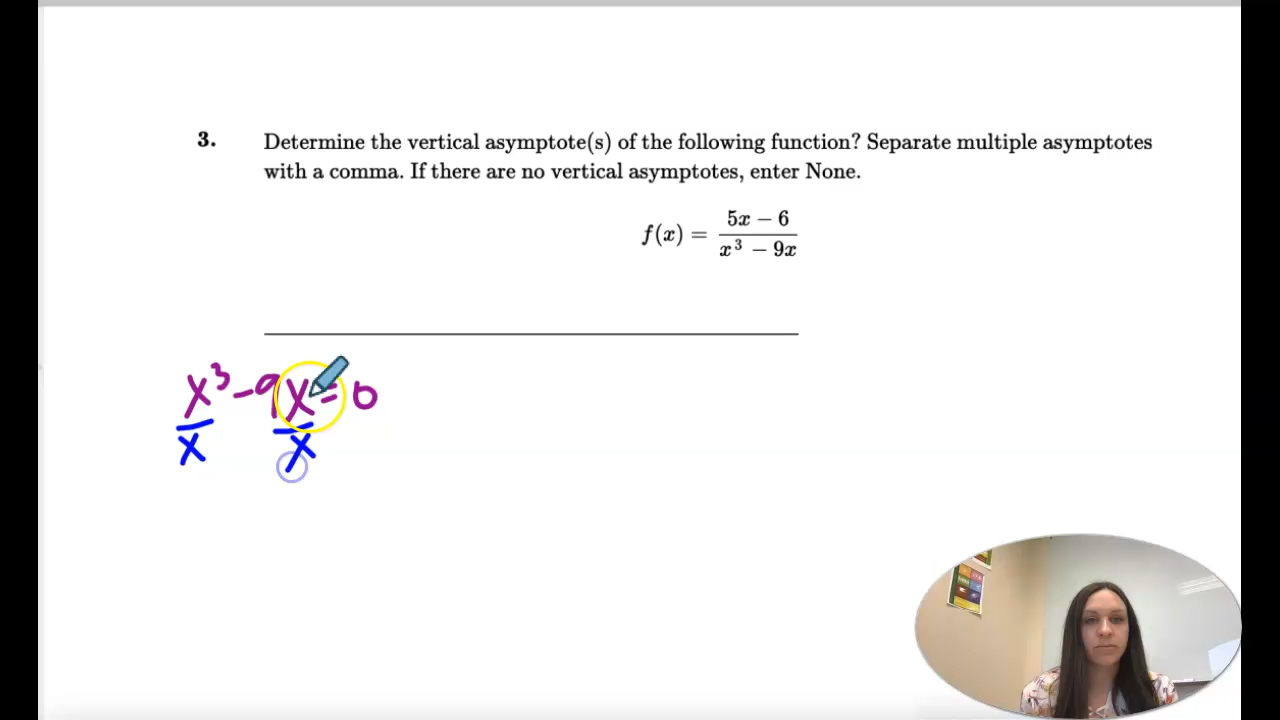 3. Determine the vertical asymptote(s) of the following function? Separate multiple asymptotes
with a comma. If there are no vertical asymptotes, enter None.
f(x) = \frac{5x − 6}{x³ − 9x}
x³ - 9x = 0
x x